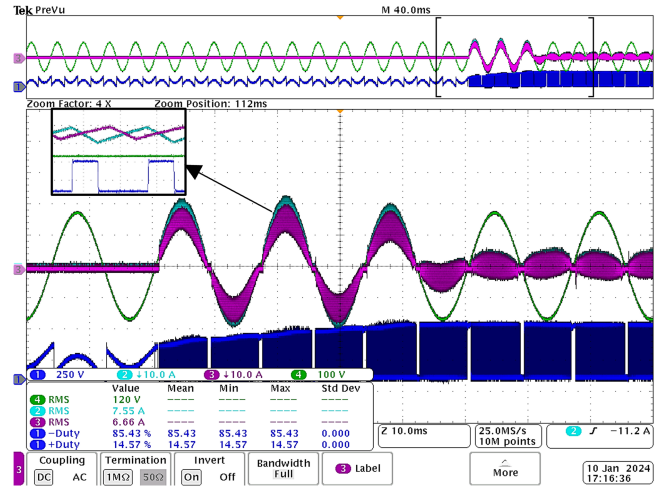 Tek PreVu M 40.0ms
3
1
Zoom Factor: 4 X Zoom Position: 112ms
3
1
1 250 V 2 ↓10.0 A 3 ↓10.0 A 4 100 V
Value Mean Min Max Std Dev
4 RMS 120 V ---- ---- ---- ----
2 RMS 7.55 A ---- ---- ---- ----
3 RMS 6.66 A ---- ---- ---- ----
1 −Duty 85.43 % 85.43 85.43 85.43 0.000
1 +Duty 14.57 % 14.57 14.57 14.57 0.000
Z 10.0ms
25.0MS/s
10M points
2 -11.2 A
3
Coupling
DC AC
Termination
1MΩ 50Ω
Invert
On Off
Bandwidth
Full
3 Label
More
10 Jan 2024
17:16:36